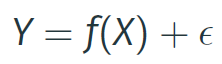 Y = f(X) + ϵ